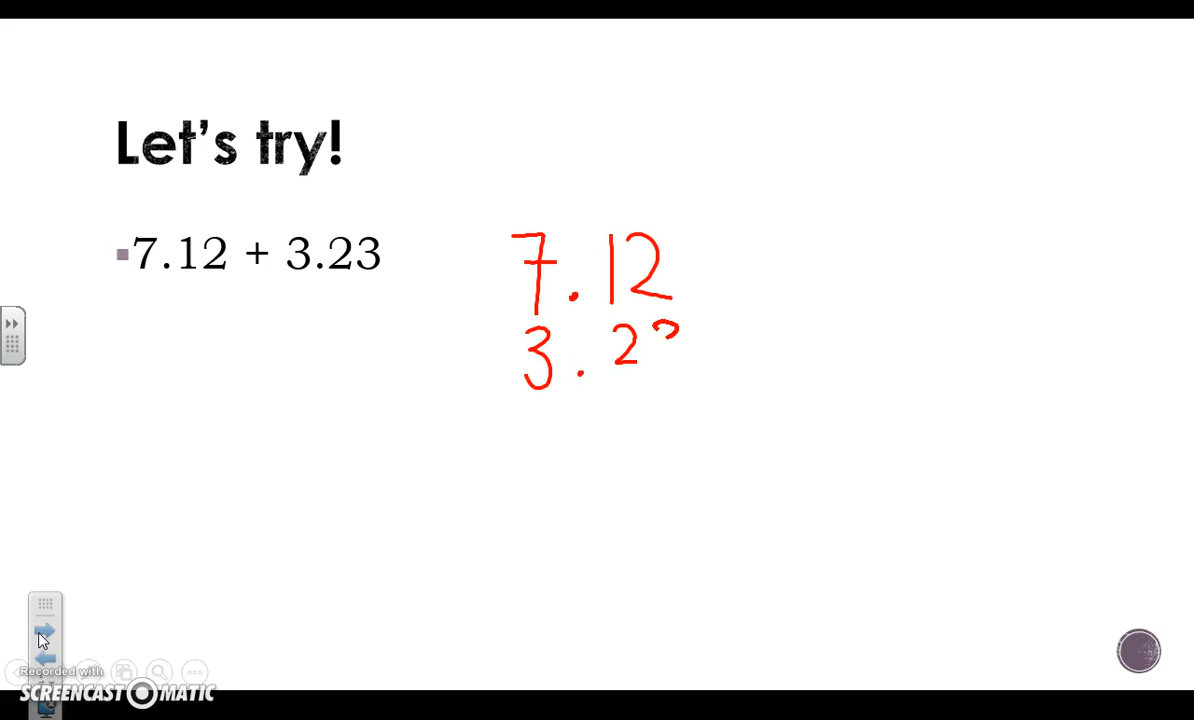 Let's try!
7.12 + 3.23
7.12
3.2
Recorded with
SCREENCAST-O-MATIC